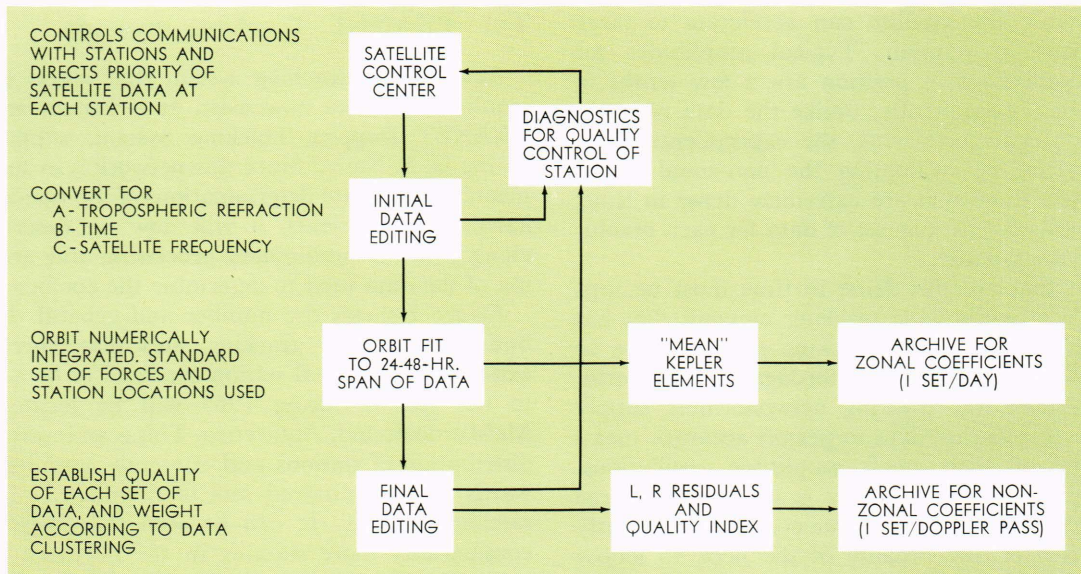 CONTROLS COMMUNICATIONS
WITH STATIONS AND
DIRECTS PRIORITY OF
SATELLITE DATA AT
EACH STATION
SATELLITE
CONTROL
CENTER
DIAGNOSTICS
FOR QUALITY
CONTROL OF
STATION
CONVERT FOR
A-TROPOSPHERIC REFRACTION
B-TIME
C-SATELLITE FREQUENCY
INITIAL
DATA
EDITING
ORBIT NUMERICALLY
INTEGRATED. STANDARD
SET OF FORCES AND
STATION LOCATIONS USED
ORBIT FIT
TO 24-48-HR.
SPAN OF DATA
"MEAN"
KEPLER
ELEMENTS
ARCHIVE FOR
ZONAL COEFFICIENTS
(1 SET/DAY)
ESTABLISH QUALITY
OF EACH SET OF
DATA, AND WEIGHT
ACCORDING TO DATA
CLUSTERING
FINAL
DATA
EDITING
L, R RESIDUALS
AND
QUALITY INDEX
ARCHIVE FOR NON-
ZONAL COEFFICIENTS
(1 SET/DOPPLER PASS)